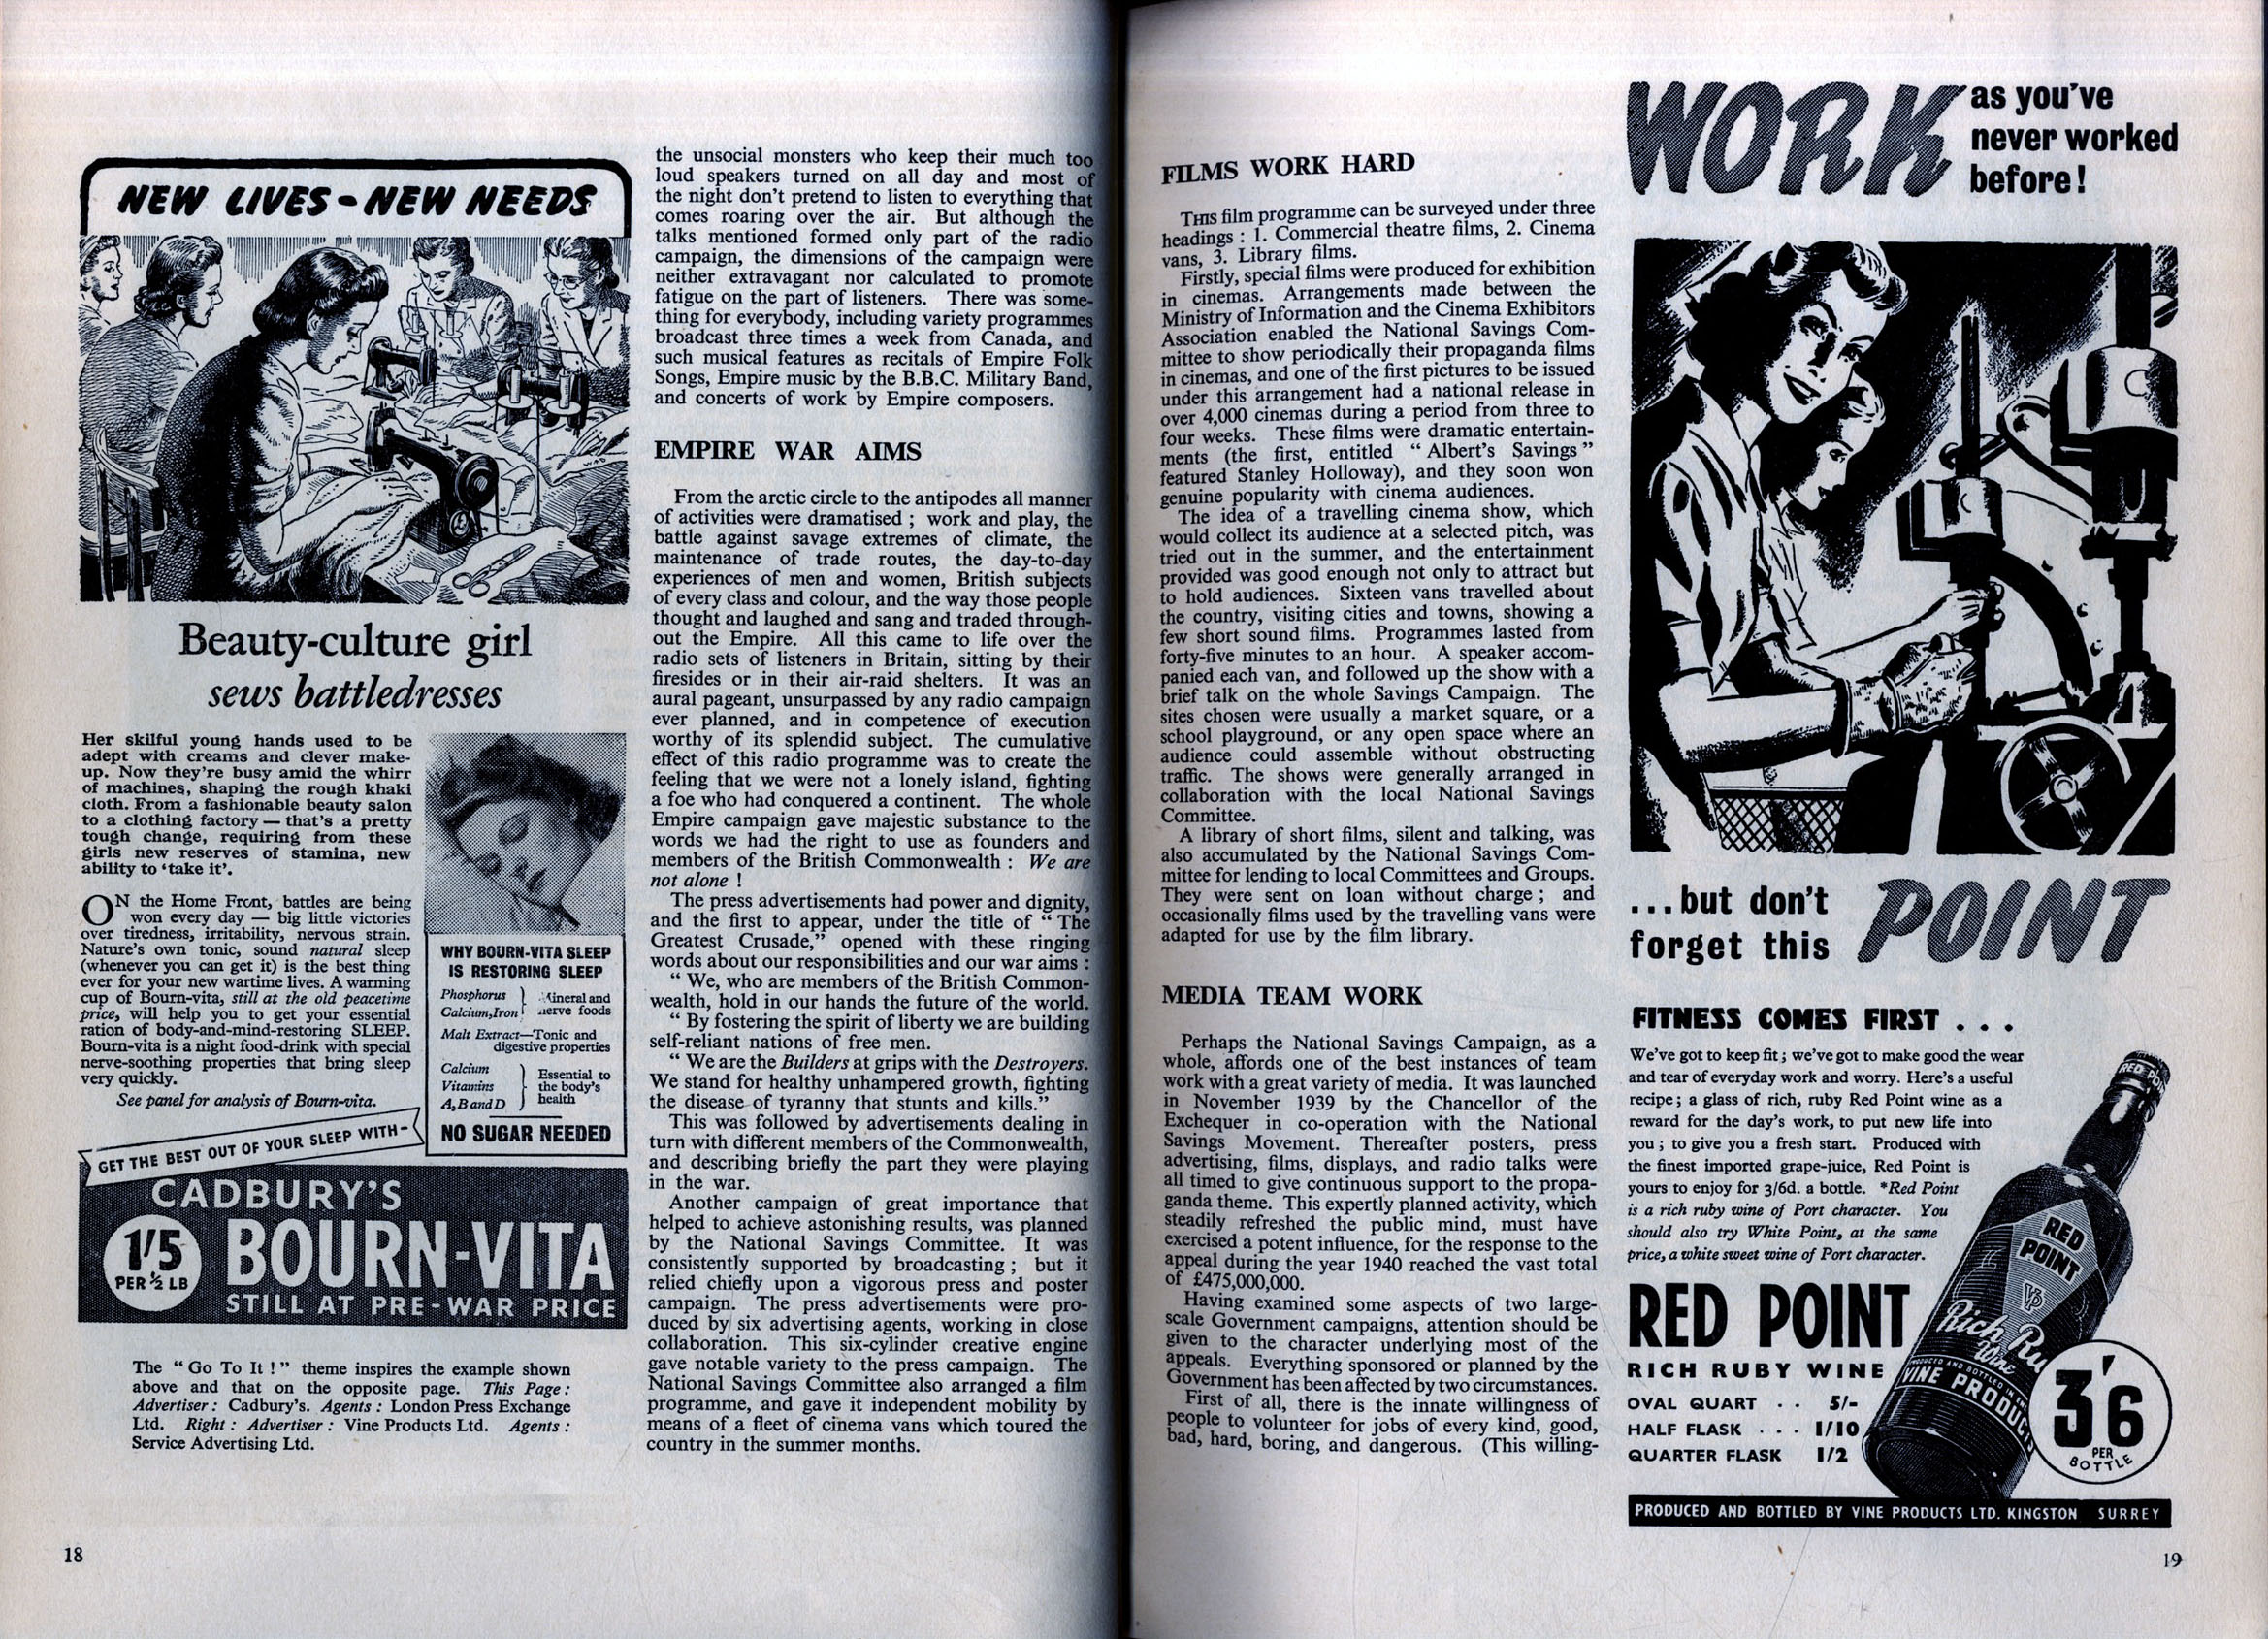 NEW LIVES - NEW NEEDS
Beauty-culture girl
sews battledresses
Her skilful young hands used to be
adept with creams and clever make-
up. Now they're busy amid the whirr
of machines, shaping the rough khaki
cloth. From a fashionable beauty salon
to a clothing factory — that's a pretty
tough change, requiring from these
girls new reserves of stamina, new
ability to 'take it'.
ON the Home Front, battles are being
won every day — big little victories
over tiredness, irritability, nervous strain.
Nature's own tonic, sound natural sleep
(whenever you can get it) is the best thing
ever for your new wartime lives. A warming
cup of Bourn-vita, still at the old peacetime
price, will help you to get your essential
ration of body-and-mind-restoring SLEEP.
Bourn-vita is a night food-drink with special
nerve-soothing properties that bring sleep
very quickly.
See panel for analysis of Bourn-vita.
WHY BOURN-VITA SLEEP
IS RESTORING SLEEP
Phosphorus } Mineral and
Calcium, Iron nerve foods
Malt Extract—Tonic and
digestive properties
Calcium } Essential to
Vitamins the body's
A, B and D health
NO SUGAR NEEDED
GET THE BEST OUT OF YOUR SLEEP WITH-
CADBURY'S
1'5 PER ½ LB
BOURN-VITA
STILL AT PRE-WAR PRICE
The "Go To It!" theme inspires the example shown
above and that on the opposite page. This Page:
Advertiser: Cadbury's. Agents: London Press Exchange
Ltd. Right: Advertiser: Vine Products Ltd. Agents:
Service Advertising Ltd.
18
the unsocial monsters who keep their much too
loud speakers turned on all day and most of
the night don't pretend to listen to everything that
comes roaring over the air. But although the
talks mentioned formed only part of the radio
campaign, the dimensions of the campaign were
neither extravagant nor calculated to promote
fatigue on the part of listeners. There was some-
thing for everybody, including variety programmes
broadcast three times a week from Canada, and
such musical features as recitals of Empire Folk
Songs, Empire music by the B.B.C. Military Band,
and concerts of work by Empire composers.
EMPIRE WAR AIMS
From the arctic circle to the antipodes all manner
of activities were dramatised; work and play, the
battle against savage extremes of climate, the
maintenance of trade routes, the day-to-day
experiences of men and women, British subjects
of every class and colour, and the way those people
thought and laughed and sang and traded through-
out the Empire. All this came to life over the
radio sets of listeners in Britain, sitting by their
firesides or in their air-raid shelters. It was an
aural pageant, unsurpassed by any radio campaign
ever planned, and in competence of execution
worthy of its splendid subject. The cumulative
effect of this radio programme was to create the
feeling that we were not a lonely island, fighting
a foe who had conquered a continent. The whole
Empire campaign gave majestic substance to the
words we had the right to use as founders and
members of the British Commonwealth: We are
not alone!
The press advertisements had power and dignity,
and the first to appear, under the title of "The
Greatest Crusade," opened with these ringing
words about our responsibilities and our war aims:
"We, who are members of the British Common-
wealth, hold in our hands the future of the world.
"By fostering the spirit of liberty we are building
self-reliant nations of free men.
"We are the Builders at grips with the Destroyers.
We stand for healthy unhampered growth, fighting
the disease of tyranny that stunts and kills."
This was followed by advertisements dealing in
turn with different members of the Commonwealth,
and describing briefly the part they were playing
in the war.
Another campaign of great importance that
helped to achieve astonishing results, was planned
by the National Savings Committee. It was
consistently supported by broadcasting; but it
relied chiefly upon a vigorous press and poster
campaign. The press advertisements were pro-
duced by six advertising agents, working in close
collaboration. This six-cylinder creative engine
gave notable variety to the press campaign. The
National Savings Committee also arranged a film
programme, and gave it independent mobility by
means of a fleet of cinema vans which toured the
country in the summer months.
FILMS WORK HARD
THIS film programme can be surveyed under three
headings: 1. Commercial theatre films, 2. Cinema
vans, 3. Library films.
Firstly, special films were produced for exhibition
in cinemas. Arrangements made between the
Ministry of Information and the Cinema Exhibitors
Association enabled the National Savings Com-
mittee to show periodically their propaganda films
in cinemas, and one of the first pictures to be issued
under this arrangement had a national release in
over 4,000 cinemas during a period from three to
four weeks. These films were dramatic entertain-
ments (the first, entitled "Albert's Savings"
featured Stanley Holloway), and they soon won
genuine popularity with cinema audiences.
The idea of a travelling cinema show, which
would collect its audience at a selected pitch, was
tried out in the summer, and the entertainment
provided was good enough not only to attract but
to hold audiences. Sixteen vans travelled about
the country, visiting cities and towns, showing a
few short sound films. Programmes lasted from
forty-five minutes to an hour. A speaker accom-
panied each van, and followed up the show with a
brief talk on the whole Savings Campaign. The
sites chosen were usually a market square, or a
school playground, or any open space where an
audience could assemble without obstructing
traffic. The shows were generally arranged in
collaboration with the local National Savings
Committee.
A library of short films, silent and talking, was
also accumulated by the National Savings Com-
mittee for lending to local Committees and Groups.
They were sent on loan without charge; and
occasionally films used by the travelling vans were
adapted for use by the film library.
MEDIA TEAM WORK
Perhaps the National Savings Campaign, as a
whole, affords one of the best instances of team
work with a great variety of media. It was launched
in November 1939 by the Chancellor of the
Exchequer in co-operation with the National
Savings Movement. Thereafter posters, press
advertising, films, displays, and radio talks were
all timed to give continuous support to the propa-
ganda theme. This expertly planned activity, which
steadily refreshed the public mind, must have
exercised a potent influence, for the response to the
appeal during the year 1940 reached the vast total
of £475,000,000.
Having examined some aspects of two large-
scale Government campaigns, attention should be
given to the character underlying most of the
appeals. Everything sponsored or planned by the
Government has been affected by two circumstances.
First of all, there is the innate willingness of
people to volunteer for jobs of every kind, good,
bad, hard, boring, and dangerous. (This willing-
WORK as you've
never worked
before!
...but don't
forget this POINT
FITNESS COMES FIRST . . .
We've got to keep fit; we've got to make good the wear
and tear of everyday work and worry. Here's a useful
recipe; a glass of rich, ruby Red Point wine as a
reward for the day's work, to put new life into
you; to give you a fresh start. Produced with
the finest imported grape-juice, Red Point is
yours to enjoy for 3/6d. a bottle. *Red Point
is a rich ruby wine of Port character. You
should also try White Point, at the same
price, a white sweet wine of Port character.
RED POINT
RICH RUBY WINE
OVAL QUART . . 5/-
HALF FLASK . . . 1/10
QUARTER FLASK 1/2
RED POI
RED
POINT
VP
Rich Ru
Wine
PRODUCED AND BOTTLED IN
VINE PRODUCTS
3'6
PER
BOTTLE
PRODUCED AND BOTTLED BY VINE PRODUCTS LTD. KINGSTON SURREY
19